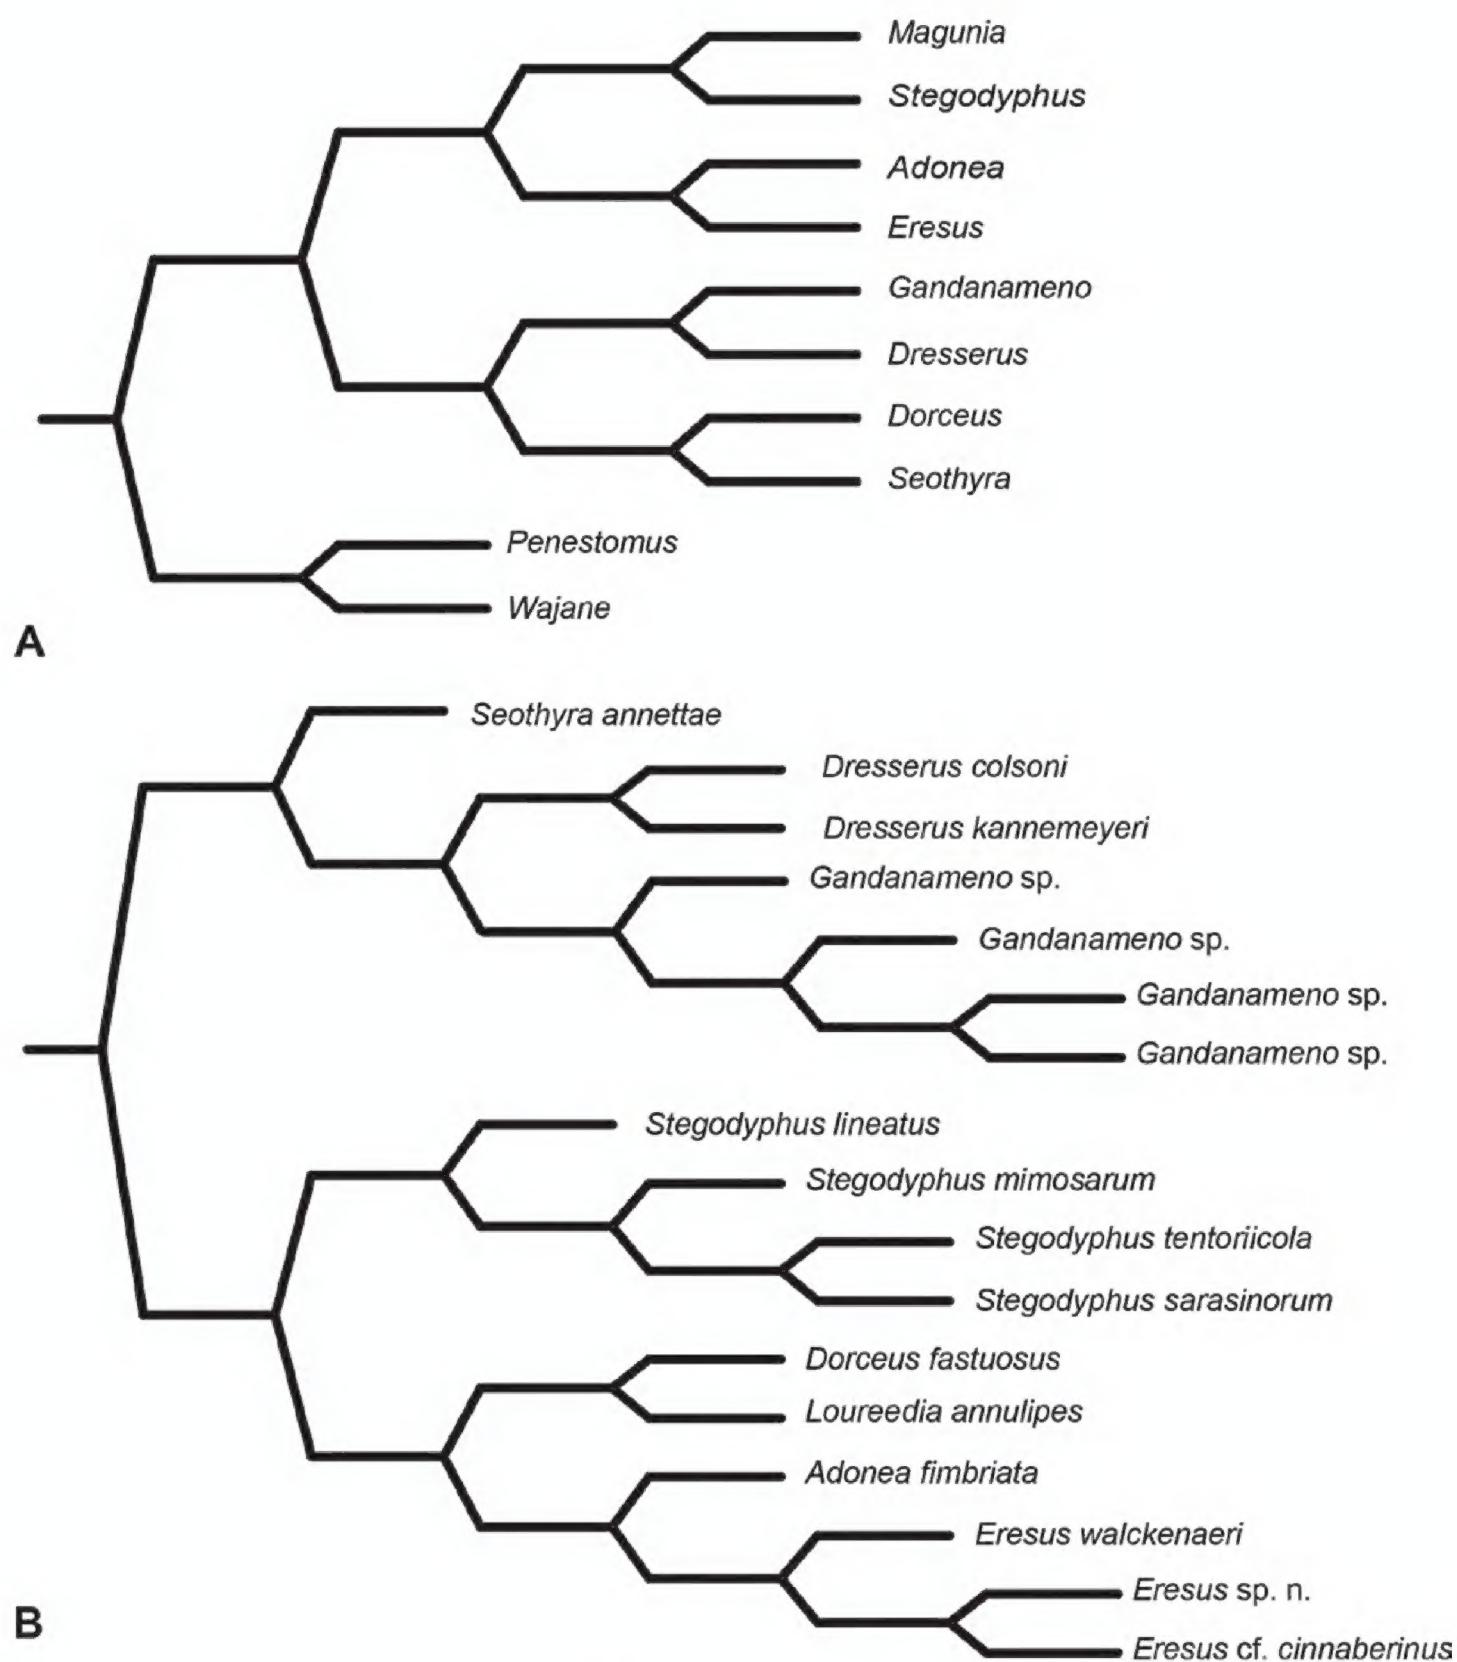 Magunia
Stegodyphus
Adonea
Eresus
Gandanameno
Dresserus
Dorceus
Seothyra
Penestomus
Wajane
A
Seothyra annettae
Dresserus colsoni
Dresserus kannemeyeri
Gandanameno sp.
Gandanameno sp.
Gandanameno sp.
Gandanameno sp.
Stegodyphus lineatus
Stegodyphus mimosarum
Stegodyphus tentoriicola
Stegodyphus sarasinorum
Dorceus fastuosus
Loureedia annulipes
Adonea fimbriata
Eresus walckenaeri
Eresus sp. n.
B
Eresus cf. cinnaberinus